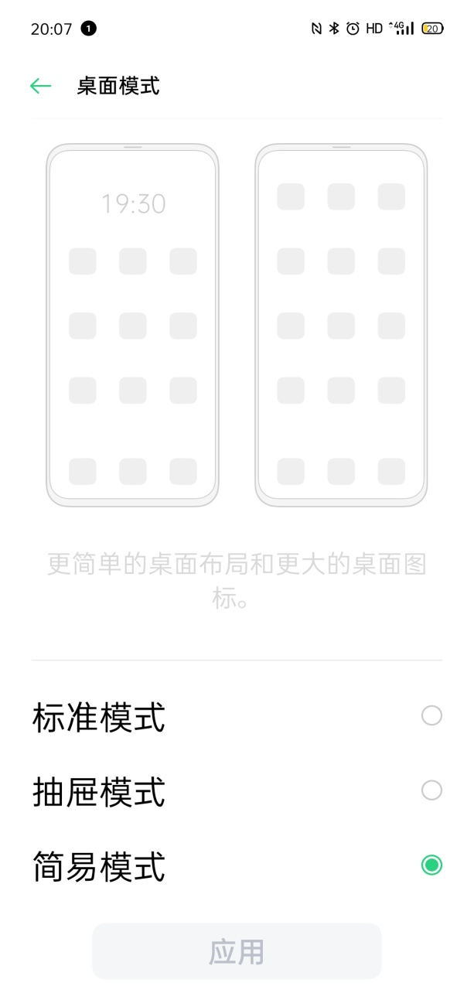 20:07 1 HD 4G 20
桌面模式
19:30
更简单的桌面布局和更大的桌面图
标。
标准模式
抽屉模式
简易模式
应用